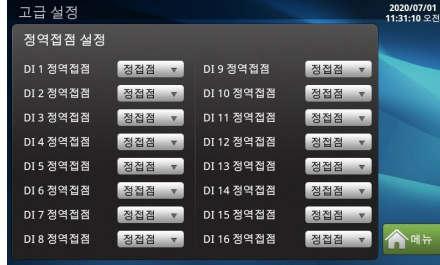 고급 설정
2020/07/01
11:31:10 오전
정역접점 설정
DI 1 정역접점 정접점 DI 9 정역접점 정접점
DI 2 정역접점 정접점 DI 10 정역접점 정접점
DI 3 정역접점 정접점 DI 11 정역접점 정접점
DI 4 정역접점 정접점 DI 12 정역접점 정접점
DI 5 정역접점 정접점 DI 13 정역접점 정접점
DI 6 정역접점 정접점 DI 14 정역접점 정접점
DI 7 정역접점 정접점 DI 15 정역접점 정접점
DI 8 정역접점 정접점 DI 16 정역접점 정접점
메뉴